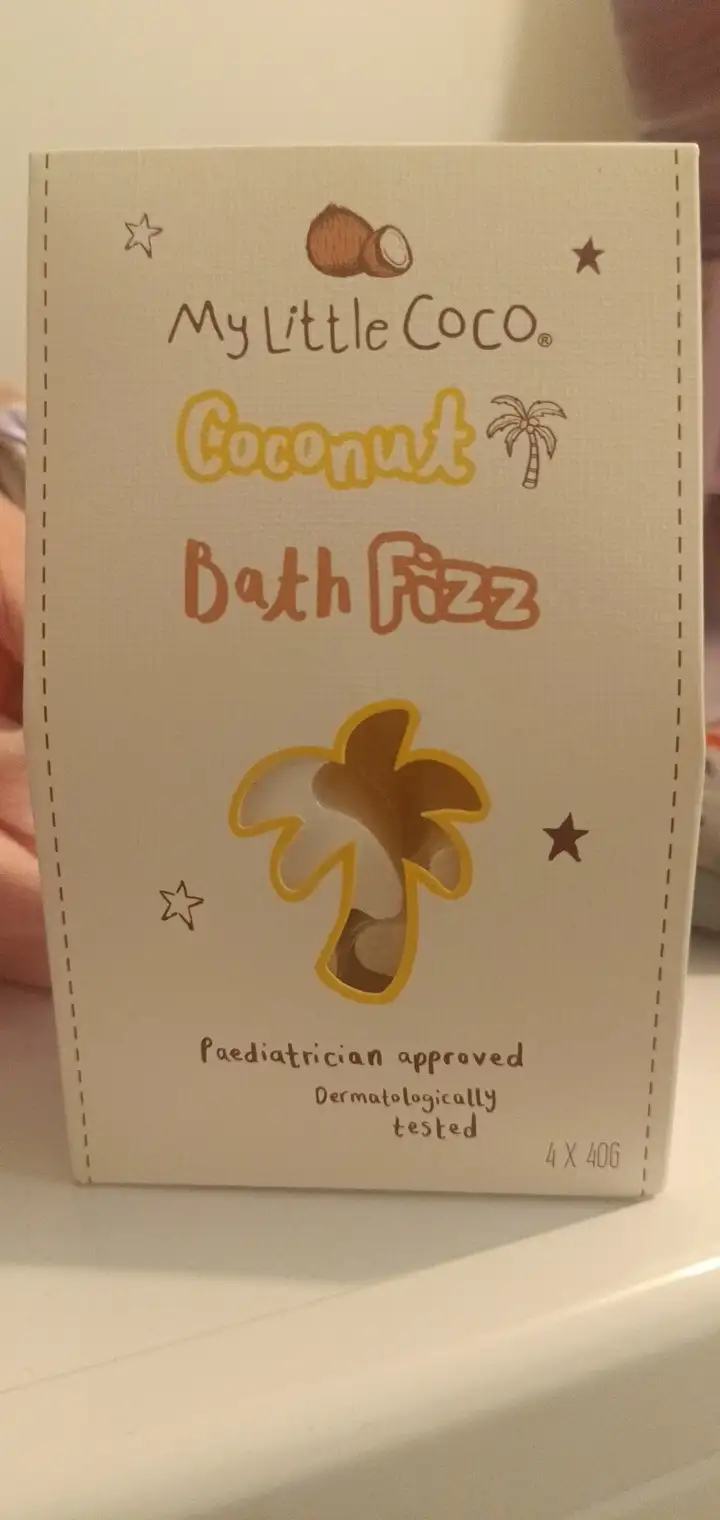 My Little Coco®
Coconut
Bath Fizz
Paediatrician approved
Dermatologically
tested
4 X 40G